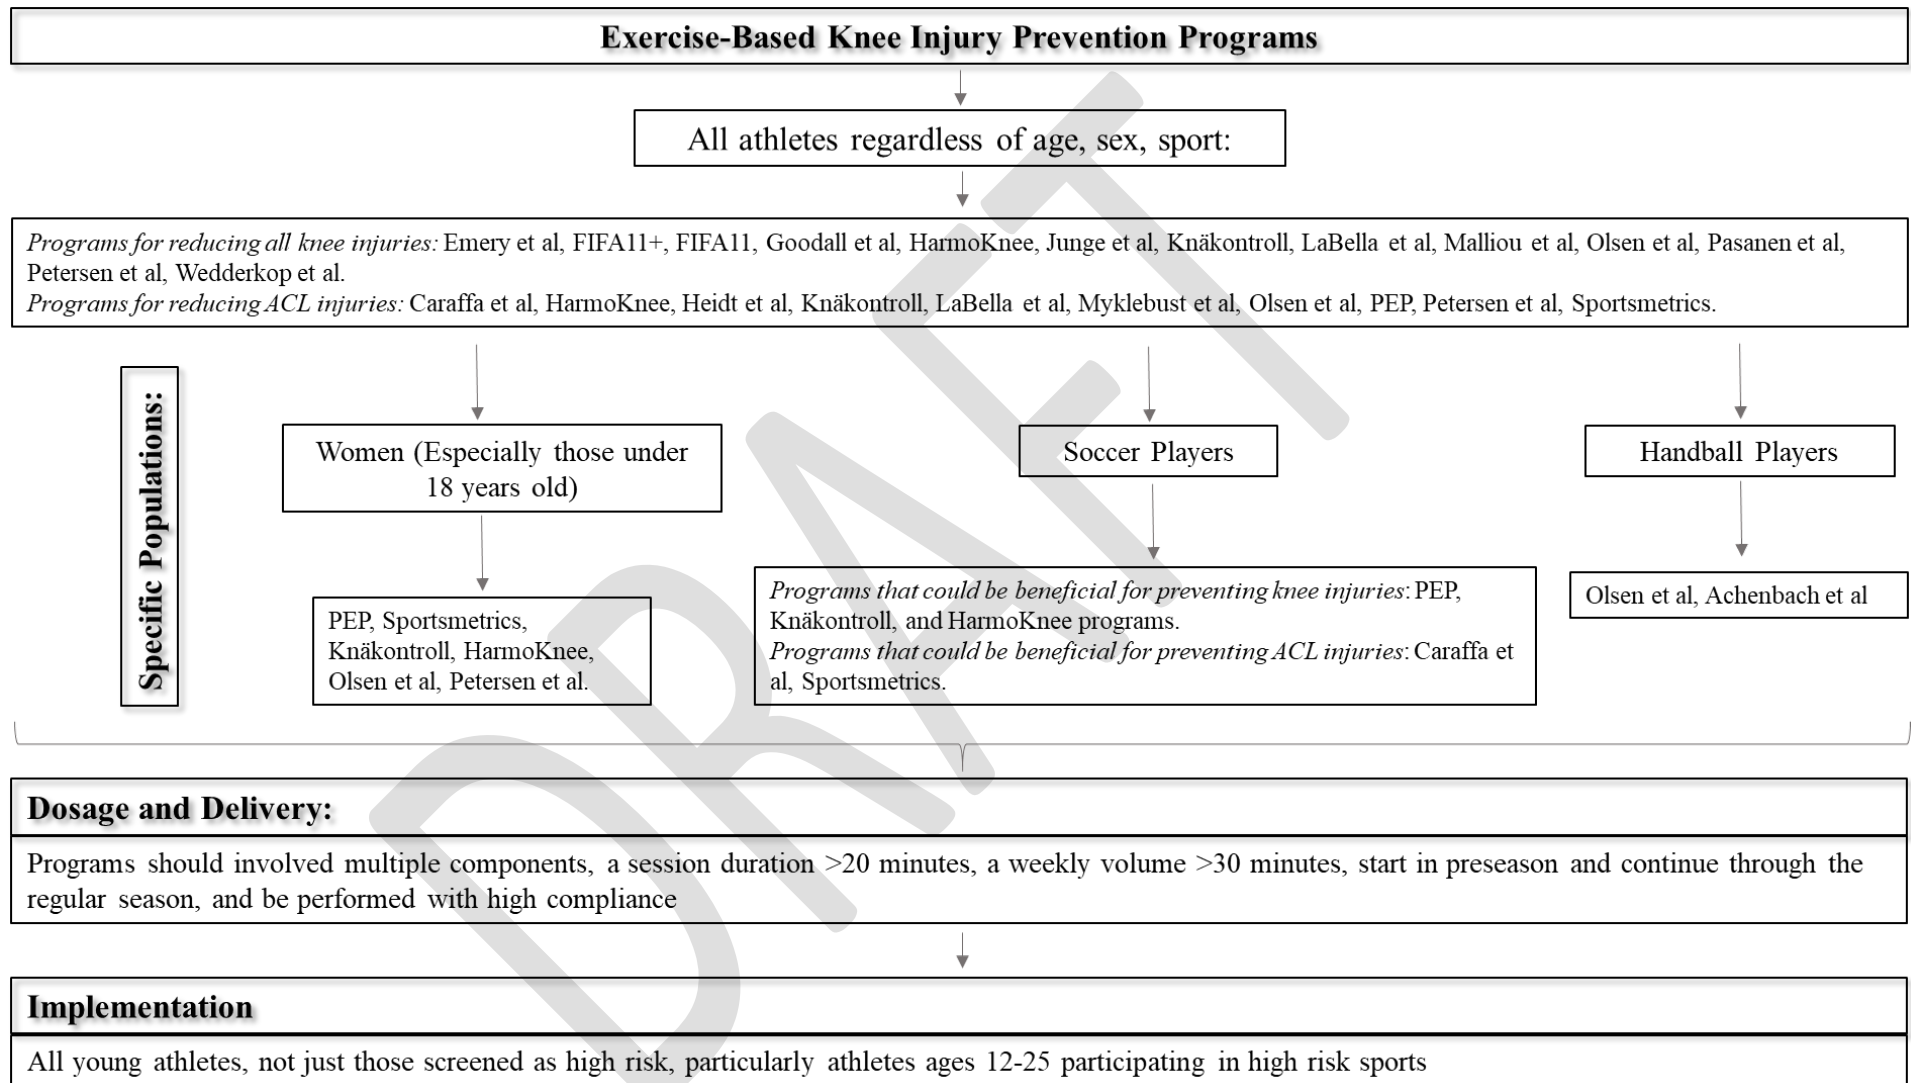 Exercise-Based Knee Injury Prevention Programs
All athletes regardless of age, sex, sport:
Programs for reducing all knee injuries: Emery et al, FIFA11+, FIFA11, Goodall et al, HarmoKnee, Junge et al, Knäkontroll, LaBella et al, Malliou et al, Olsen et al, Pasanen et al,
Petersen et al, Wedderkop et al.
Programs for reducing ACL injuries: Caraffa et al, HarmoKnee, Heidt et al, Knäkontroll, LaBella et al, Myklebust et al, Olsen et al, PEP, Petersen et al, Sportsmetrics.
Specific Populations:
Women (Especially those under
18 years old)
PEP, Sportsmetrics,
Knäkontroll, HarmoKnee,
Olsen et al, Petersen et al.
Soccer Players
Programs that could be beneficial for preventing knee injuries: PEP,
Knäkontroll, and HarmoKnee programs.
Programs that could be beneficial for preventing ACL injuries: Caraffa et
al, Sportsmetrics.
Handball Players
Olsen et al, Achenbach et al
Dosage and Delivery:
Programs should involved multiple components, a session duration >20 minutes, a weekly volume >30 minutes, start in preseason and continue through the
regular season, and be performed with high compliance
Implementation
All young athletes, not just those screened as high risk, particularly athletes ages 12-25 participating in high risk sports
DRAFT